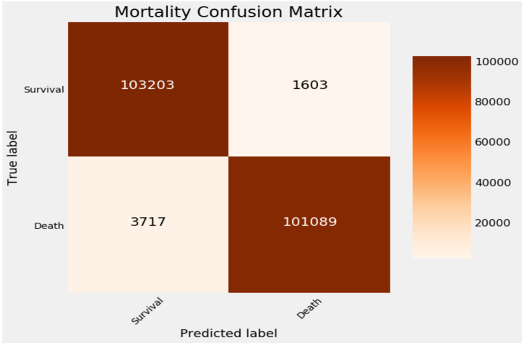 Mortality Confusion Matrix
True label
Survival
103203
1603
Death
3717
101089
Survival
Death
Predicted label
100000
80000
60000
40000
20000